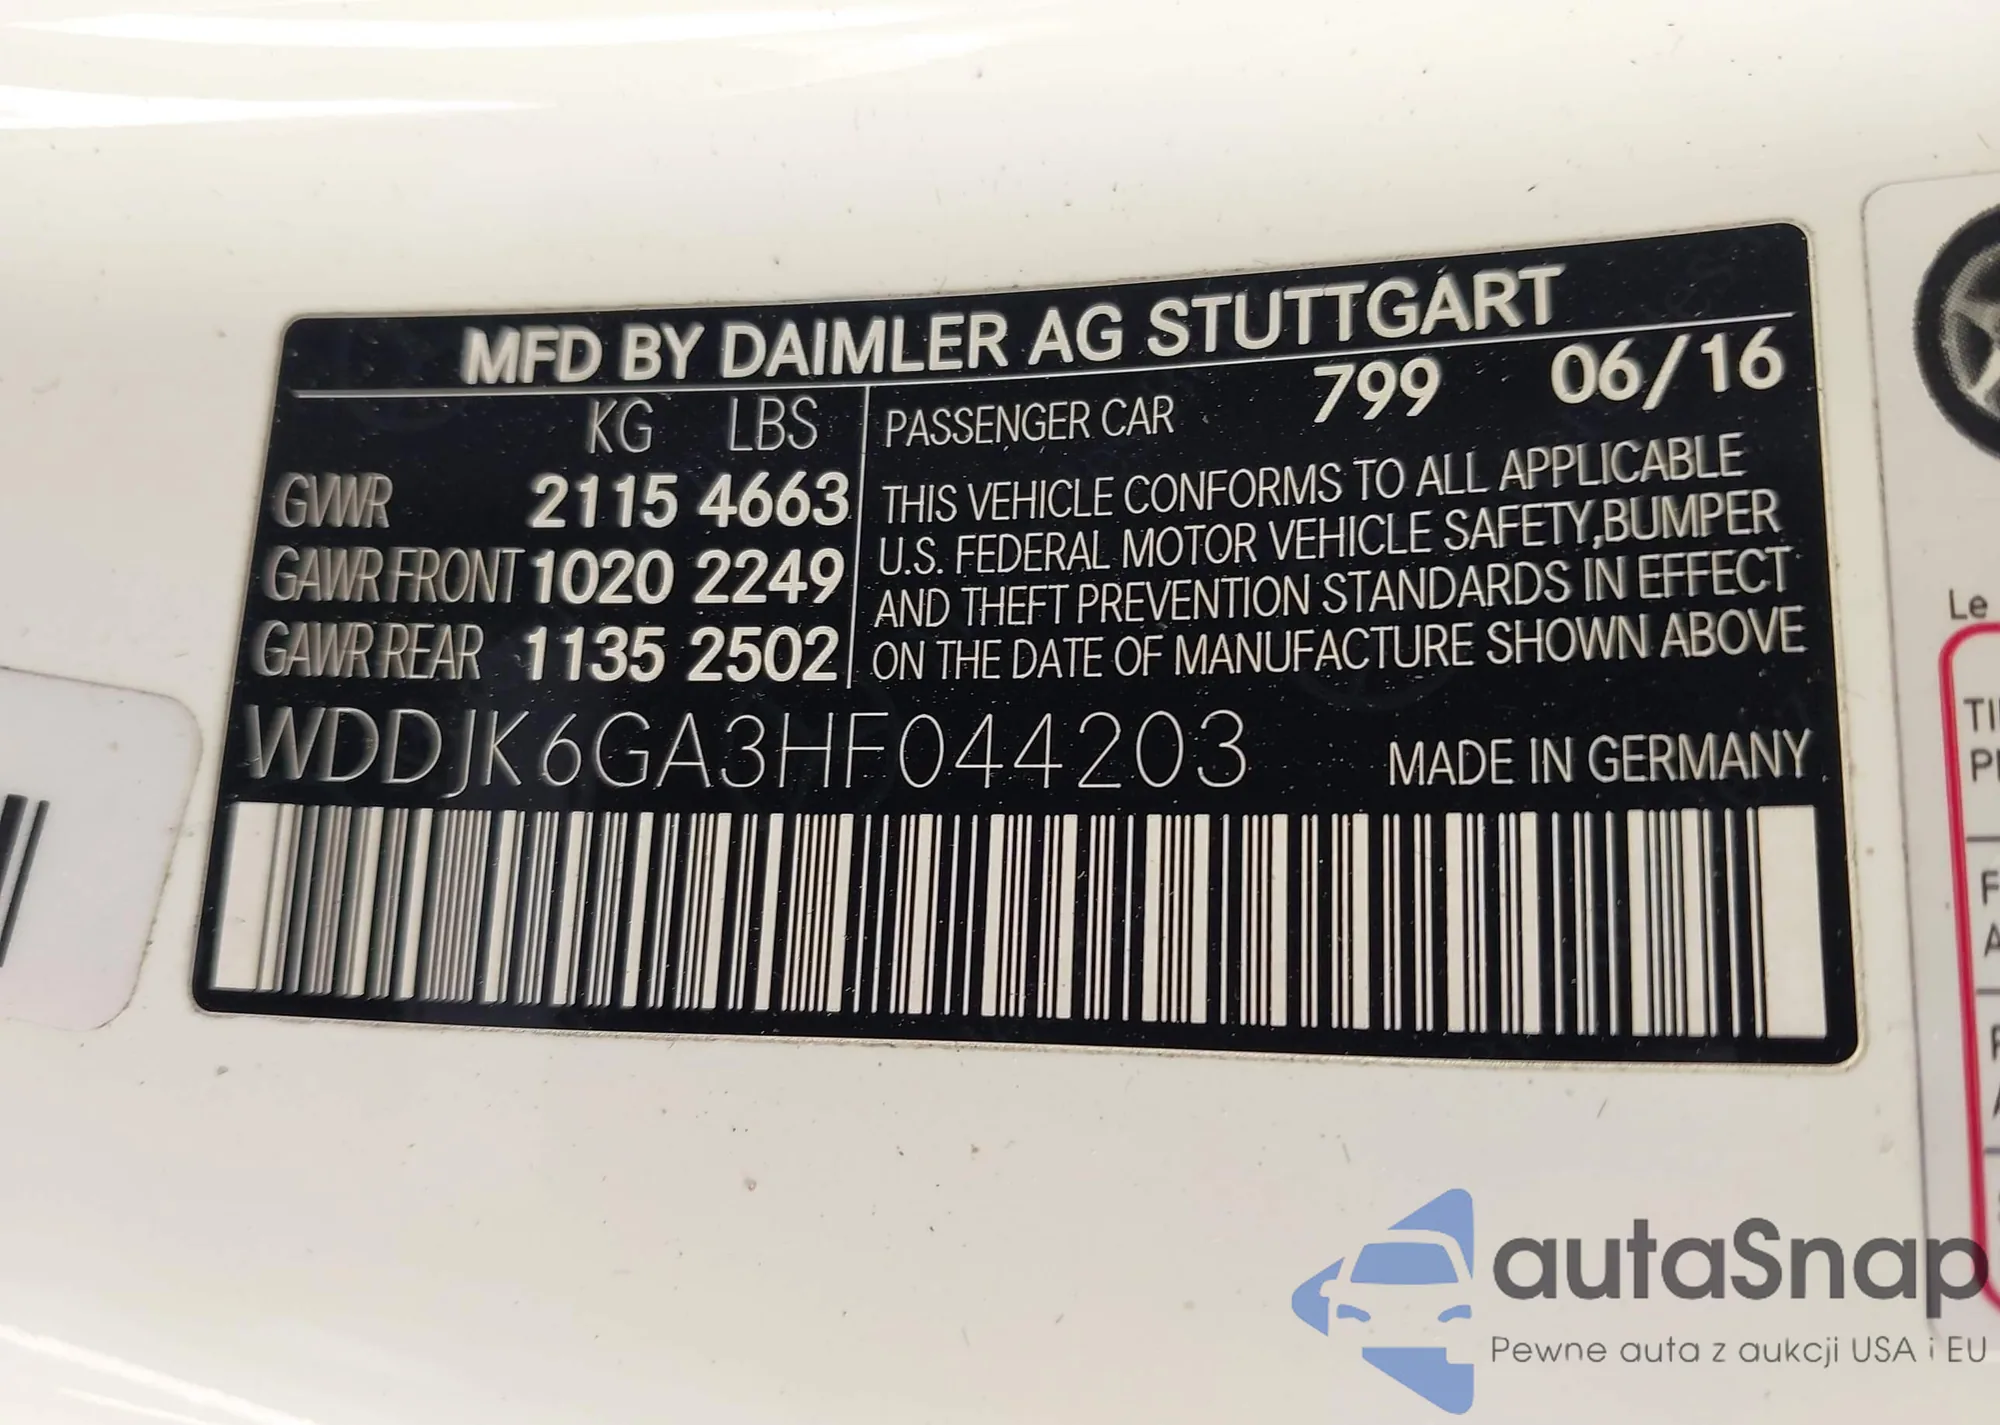 MFD BY DAIMLER AG STUTTGART
KG LBS
GVWR 2115 4663
GAWR FRONT 1020 2249
GAWR REAR 1135 2502
PASSENGER CAR 799 06/16
THIS VEHICLE CONFORMS TO ALL APPLICABLE
U.S. FEDERAL MOTOR VEHICLE SAFETY,BUMPER
AND THEFT PREVENTION STANDARDS IN EFFECT
ON THE DATE OF MANUFACTURE SHOWN ABOVE
WDDJK6GA3HF044203 MADE IN GERMANY
Le
autaSnap
Pewne auta z aukcji USA i EU